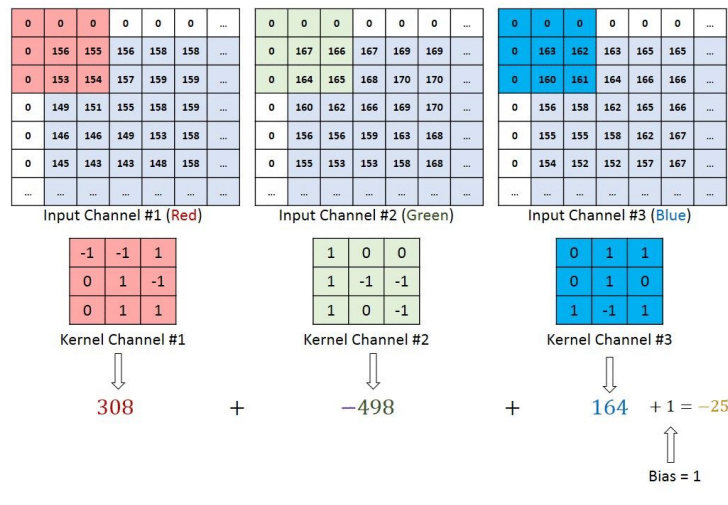 0 0 0 0 0 0 ... 0 0 0 0 0 0 ... 0 0 0 0 0 0 ...
0 156 155 156 158 158 ... 0 167 166 167 169 169 ... 0 163 162 163 165 165 ...
0 153 154 157 159 159 ... 0 164 165 168 170 170 ... 0 160 161 164 166 166 ...
0 149 151 155 158 159 ... 0 160 162 166 169 170 ... 0 156 158 162 165 166 ...
0 146 146 149 153 158 ... 0 156 156 159 163 168 ... 0 155 155 158 162 167 ...
0 145 143 143 148 158 ... 0 155 153 153 158 168 ... 0 154 152 152 157 167 ...
... ... ... ... ... ... ... ... ... ... ... ... ... ... ... ... ... ... ... ... ...
Input Channel #1 (Red) Input Channel #2 (Green) Input Channel #3 (Blue)
-1 -1 1 1 0 0 0 1 1
0 1 -1 1 -1 -1 0 1 0
0 1 1 1 0 -1 1 -1 1
Kernel Channel #1 Kernel Channel #2 Kernel Channel #3
308 + −498 + 164 + 1 = −25
Bias = 1